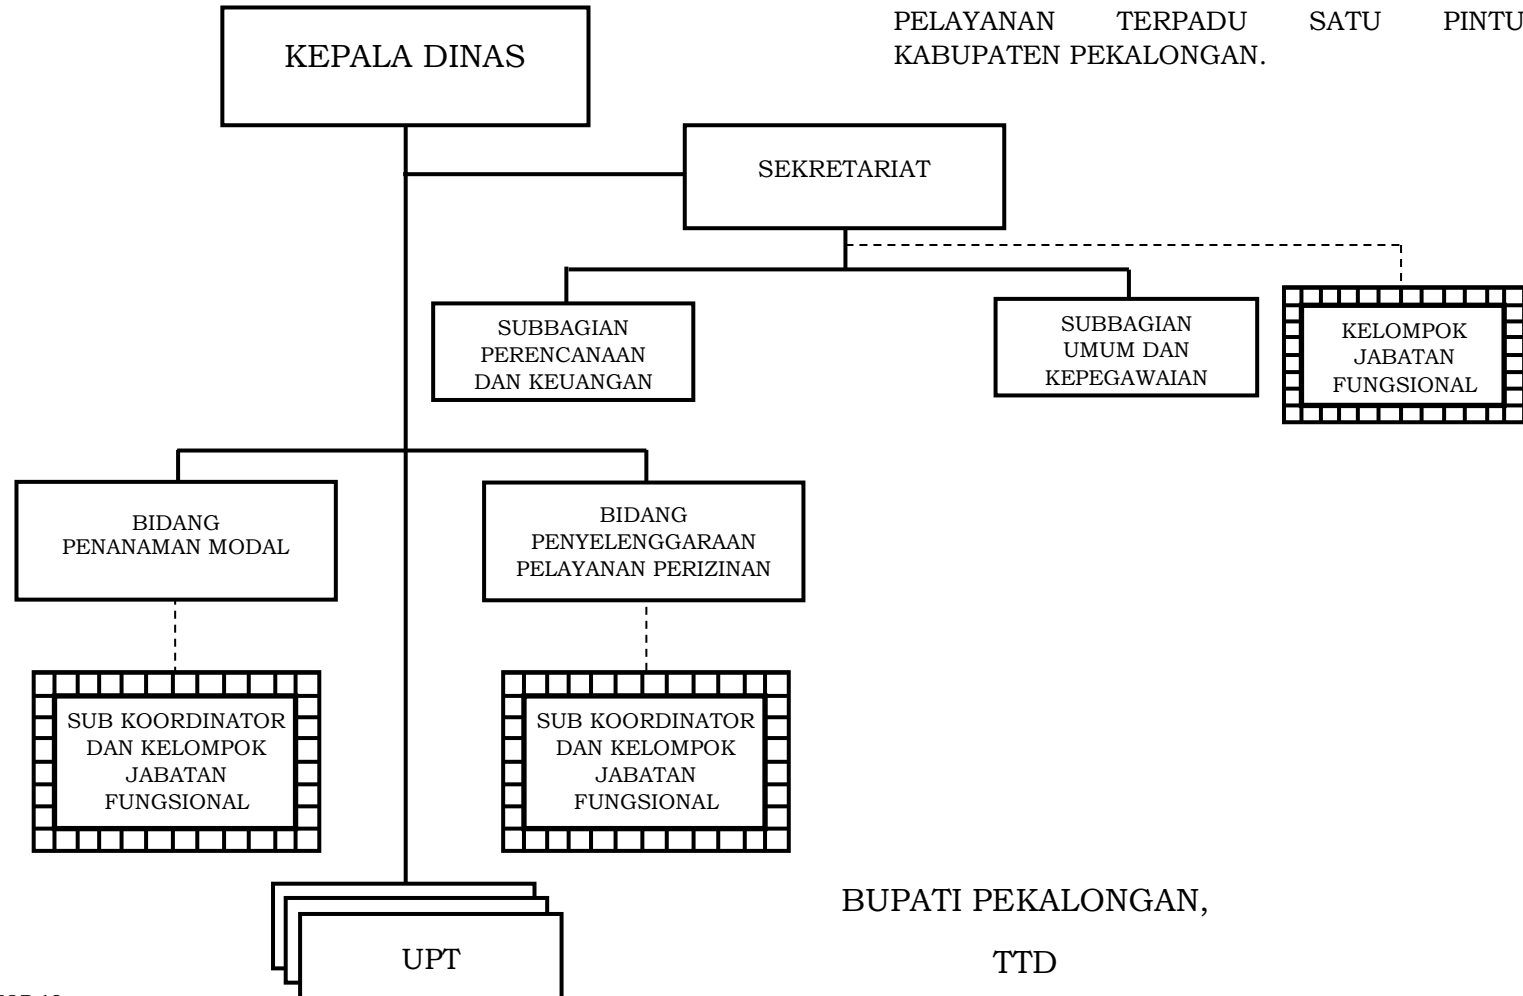 PELAYANAN TERPADU SATU PINTU
KABUPATEN PEKALONGAN.
KEPALA DINAS
SEKRETARIAT
SUBBAGIAN
PERENCANAAN
DAN KEUANGAN
SUBBAGIAN
UMUM DAN
KEPEGAWAIAN
KELOMPOK
JABATAN
FUNGSIONAL
BIDANG
PENANAMAN MODAL
BIDANG
PENYELENGGARAAN
PELAYANAN PERIZINAN
SUB KOORDINATOR
DAN KELOMPOK
JABATAN
FUNGSIONAL
SUB KOORDINATOR
DAN KELOMPOK
JABATAN
FUNGSIONAL
UPT
BUPATI PEKALONGAN,
TTD